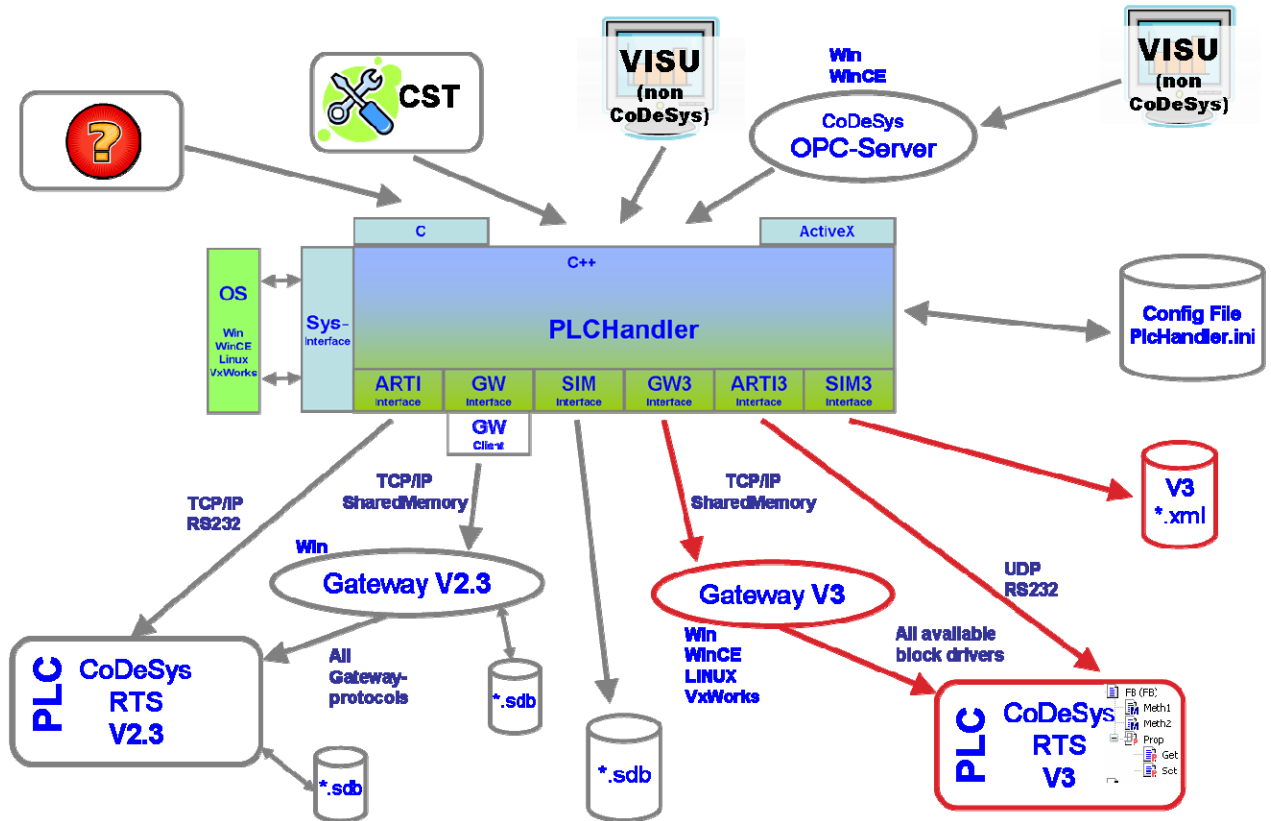 ?
CST
VISU
(non
CoDeSys)
Win
WinCE
CoDeSys
OPC-Server
VISU
(non
CoDeSys)
C
ActiveX
C++
PLCHandler
OS
Win
WinCE
Linux
VxWorks
Sys-
Interface
Config File
PlcHandler.ini
ARTI
Interface
GW
Interface
SIM
Interface
GW3
Interface
ARTI3
Interface
SIM3
Interface
GW
Client
TCP/IP
RS232
TCP/IP
SharedMemory
TCP/IP
SharedMemory
V3
*.xml
Win
Gateway V2.3
Gateway V3
UDP
RS232
Win
WinCE
LINUX
VxWorks
All available
block drivers
All
Gateway-
protocols
PLC
CoDeSys
RTS
V2.3
*.sdb
*.sdb
*.sdb
PLC
CoDeSys
RTS
V3
FB (FB)
Meth1
Meth2
Prop
Get
Set